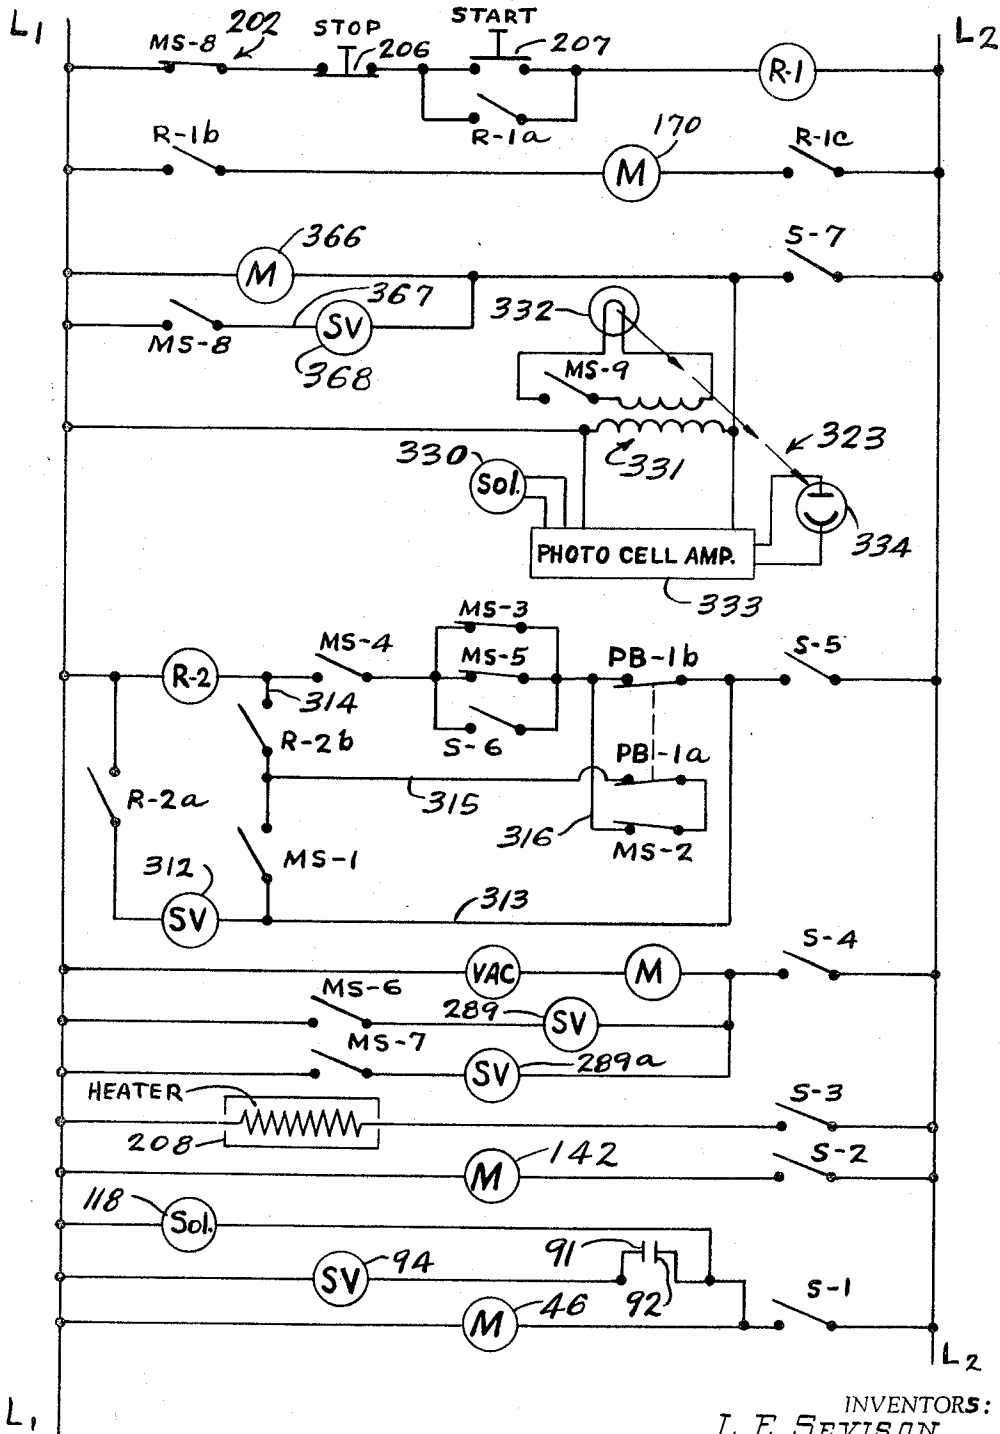 L1
L2
START
STOP
202
MS-8
206
207
R-1
R-1a
R-1b
170
M
R-1c
366
S-7
M
367
332
SV
MS-8
368
MS-9
323
330
331
Sol.
334
PHOTO CELL AMP.
333
MS-3
MS-4
MS-5
PB-1b
S-5
R-2
314
R-2b
S-6
PB-1a
R-2a
315
316
MS-2
MS-1
312
SV
313
S-4
VAC
M
MS-6
289
SV
MS-7
289a
SV
HEATER
S-3
208
142
S-2
M
118
Sol.
91
94
SV
92
S-1
46
M
L2
L1
INVENTORS:
L E SEVISON